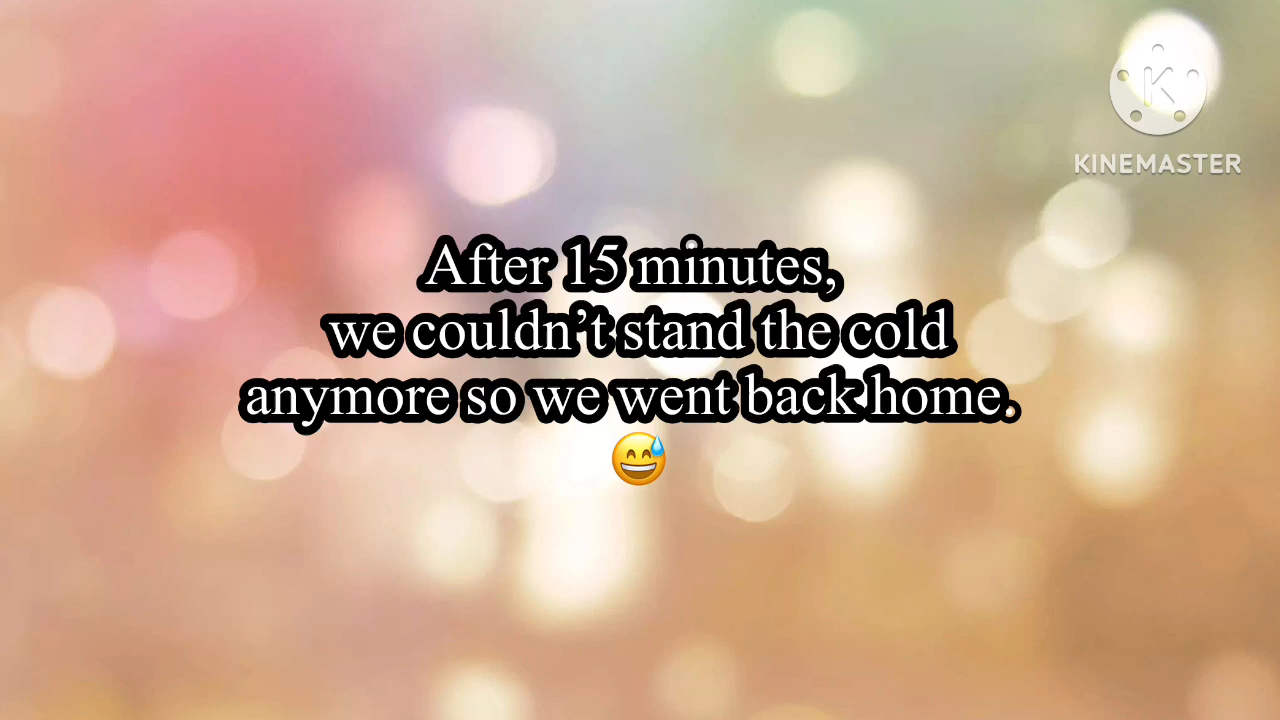 KINEMASTER
After 15 minutes,
we couldn’t stand the cold
anymore so we went back home.
😅